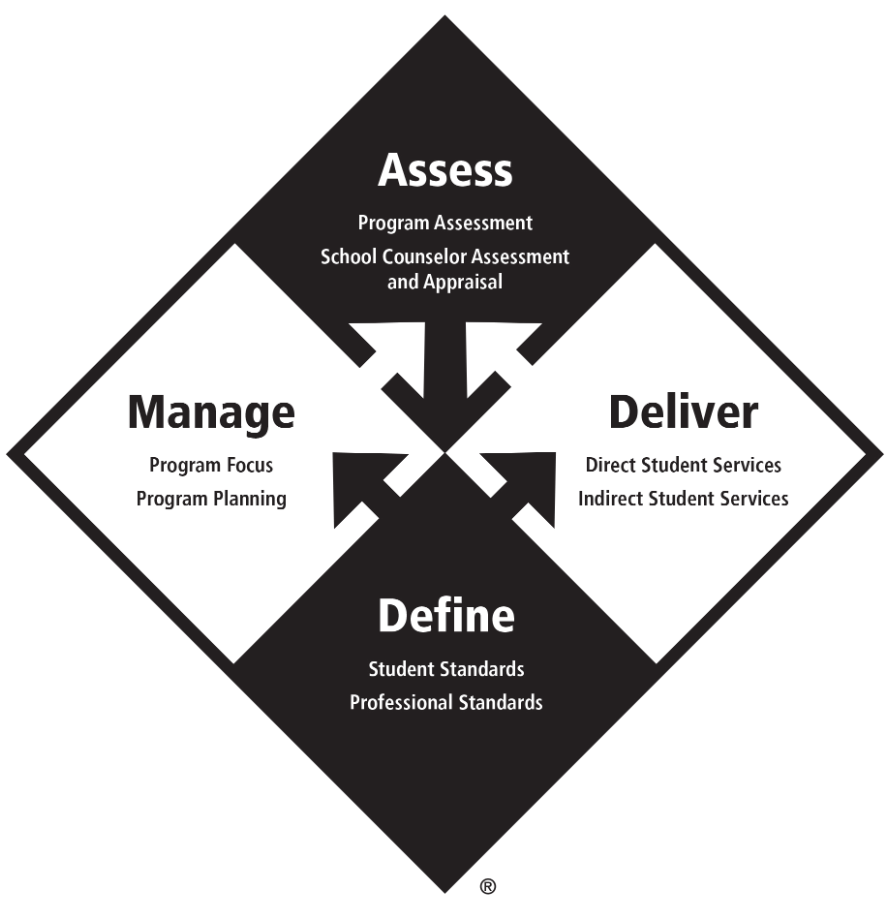 Assess
Program Assessment
School Counselor Assessment
and Appraisal
Manage
Program Focus
Program Planning
Deliver
Direct Student Services
Indirect Student Services
Define
Student Standards
Professional Standards
®